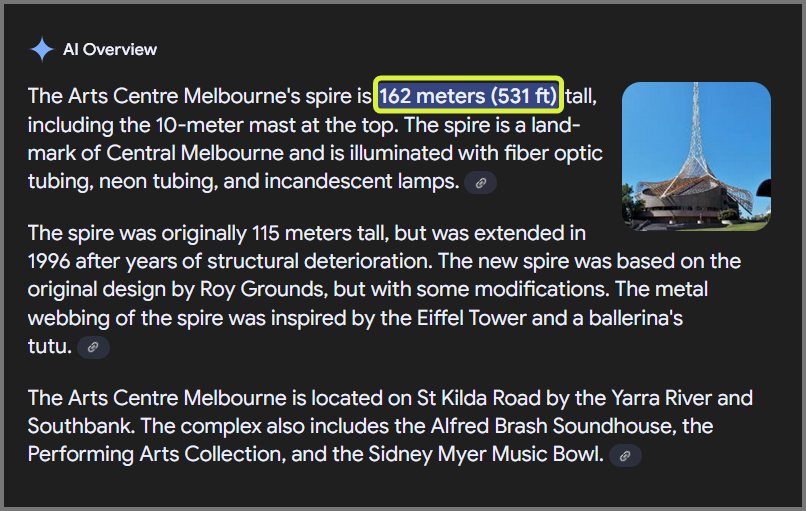 AI Overview
The Arts Centre Melbourne's spire is 162 meters (531 ft) tall,
including the 10-meter mast at the top. The spire is a land-
mark of Central Melbourne and is illuminated with fiber optic
tubing, neon tubing, and incandescent lamps.
The spire was originally 115 meters tall, but was extended in
1996 after years of structural deterioration. The new spire was based on the
original design by Roy Grounds, but with some modifications. The metal
webbing of the spire was inspired by the Eiffel Tower and a ballerina's
tutu.
The Arts Centre Melbourne is located on St Kilda Road by the Yarra River and
Southbank. The complex also includes the Alfred Brash Soundhouse, the
Performing Arts Collection, and the Sidney Myer Music Bowl.